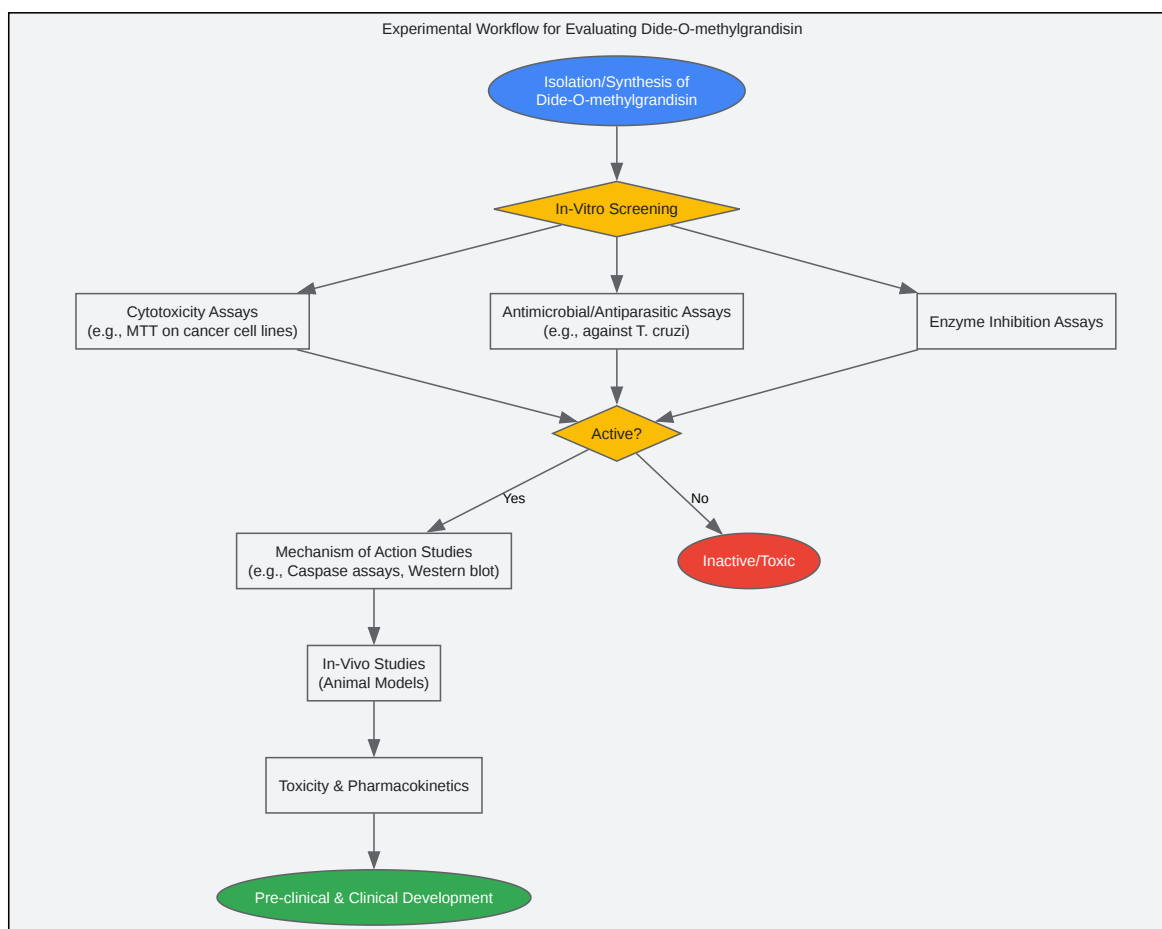 Experimental Workflow for Evaluating Dide-O-methylgrandisin
Isolation/Synthesis of
Dide-O-methylgrandisin
In-Vitro Screening
Cytotoxicity Assays
(e.g., MTT on cancer cell lines)
Antimicrobial/Antiparasitic Assays
(e.g., against T. cruzi)
Enzyme Inhibition Assays
Active?
Yes
No
Mechanism of Action Studies
(e.g., Caspase assays, Western blot)
Inactive/Toxic
In-Vivo Studies
(Animal Models)
Toxicity & Pharmacokinetics
Pre-clinical & Clinical Development